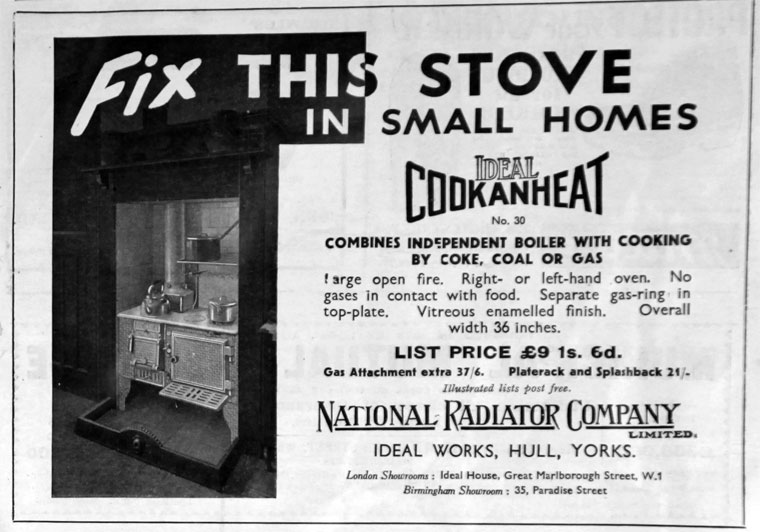 Fix THIS STOVE
IN SMALL HOMES
IDEAL
COOKANHEAT
No. 30
COMBINES INDEPENDENT BOILER WITH COOKING
BY COKE, COAL OR GAS
Large open fire. Right- or left-hand oven. No
gases in contact with food. Separate gas-ring in
top-plate. Vitreous enamelled finish. Overall
width 36 inches.
LIST PRICE £9 1s. 6d.
Gas Attachment extra 37/6. Platerack and Splashback 21/-.
Illustrated lists post free.
NATIONAL RADIATOR COMPANY
LIMITED.
IDEAL WORKS, HULL, YORKS.
London Showrooms : Ideal House, Great Marlborough Street, W.1
Birmingham Showroom : 35, Paradise Street